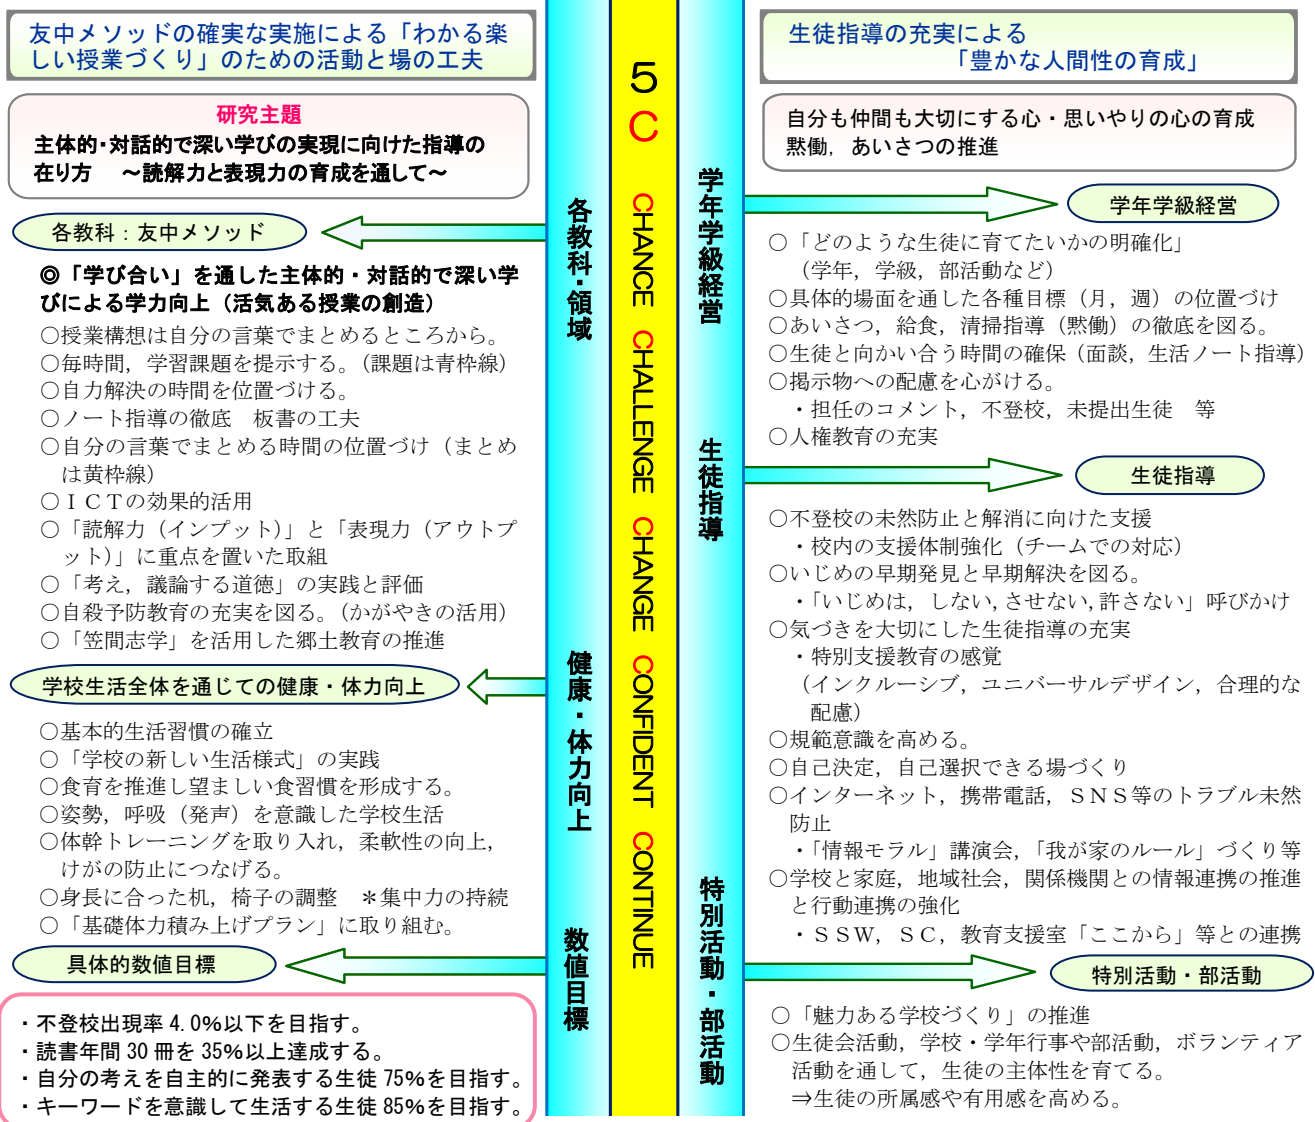 友中メソッドの確実な実施による「わかる楽
しい授業づくり」のための活動と場の工夫
研究主題
主体的・対話的で深い学びの実現に向けた指導の
在り方　～読解力と表現力の育成を通して～
各教科：友中メソッド
◎「学び合い」を通した主体的・対話的で深い学
びによる学力向上（活気ある授業の創造）
○授業構想は自分の言葉でまとめるところから。
○毎時間，学習課題を提示する。（課題は青枠線）
○自力解決の時間を位置づける。
○ノート指導の徹底　板書の工夫
○自分の言葉でまとめる時間の位置づけ（まとめ
は黄枠線）
○ＩＣＴの効果的活用
○「読解力（インプット）」と「表現力（アウトプ
ット）」に重点を置いた取組
○「考え，議論する道徳」の実践と評価
○自殺予防教育の充実を図る。（かがやきの活用）
○「笠間志学」を活用した郷土教育の推進
学校生活全体を通じての健康・体力向上
○基本的生活習慣の確立
○「学校の新しい生活様式」の実践
○食育を推進し望ましい食習慣を形成する。
○姿勢，呼吸（発声）を意識した学校生活
○体幹トレーニングを取り入れ，柔軟性の向上，
けがの防止につなげる。
○身長に合った机，椅子の調整　＊集中力の持続
○「基礎体力積み上げプラン」に取り組む。
具体的数値目標
・不登校出現率 4.0％以下を目指す。
・読書年間 30 冊を 35％以上達成する。
・自分の考えを自主的に発表する生徒 75％を目指す。
・キーワードを意識して生活する生徒 85％を目指す。
各教科・領域
健康・体力向上
数値目標
５Ｃ　CHANCE CHALLENGE CHANGE CONFIDENT CONTINUE
学年学級経営
生徒指導
特別活動・部活動
生徒指導の充実による
「豊かな人間性の育成」
自分も仲間も大切にする心・思いやりの心の育成
黙働，あいさつの推進
学年学級経営
○「どのような生徒に育てたいかの明確化」
（学年，学級，部活動など）
○具体的場面を通した各種目標（月，週）の位置づけ
○あいさつ，給食，清掃指導（黙働）の徹底を図る。
○生徒と向かい合う時間の確保（面談，生活ノート指導）
○掲示物への配慮を心がける。
・担任のコメント，不登校，未提出生徒　等
○人権教育の充実
生徒指導
○不登校の未然防止と解消に向けた支援
・校内の支援体制強化（チームでの対応）
○いじめの早期発見と早期解決を図る。
・「いじめは，しない，させない，許さない」呼びかけ
○気づきを大切にした生徒指導の充実
・特別支援教育の感覚
（インクルーシブ，ユニバーサルデザイン，合理的な
配慮）
○規範意識を高める。
○自己決定，自己選択できる場づくり
○インターネット，携帯電話，ＳＮＳ等のトラブル未然
防止
・「情報モラル」講演会，「我が家のルール」づくり等
○学校と家庭，地域社会，関係機関との情報連携の推進
と行動連携の強化
・ＳＳＷ，ＳＣ，教育支援室「ここから」等との連携
特別活動・部活動
○「魅力ある学校づくり」の推進
○生徒会活動，学校・学年行事や部活動，ボランティア
活動を通して，生徒の主体性を育てる。
⇒生徒の所属感や有用感を高める。